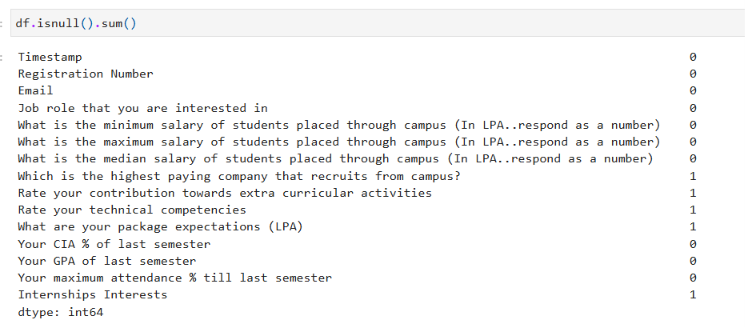 df.isnull().sum()
Timestamp 0
Registration Number 0
Email 0
Job role that you are interested in 0
What is the minimum salary of students placed through campus (In LPA..respond as a number) 0
What is the maximum salary of students placed through campus (In LPA..respond as a number) 0
What is the median salary of students placed through campus (In LPA..respond as a number) 0
Which is the highest paying company that recruits from campus? 1
Rate your contribution towards extra curricular activities 1
Rate your technical competencies 1
What are your package expectations (LPA) 1
Your CIA % of last semester 0
Your GPA of last semester 0
Your maximum attendance % till last semester 0
Internships Interests 1
dtype: int64